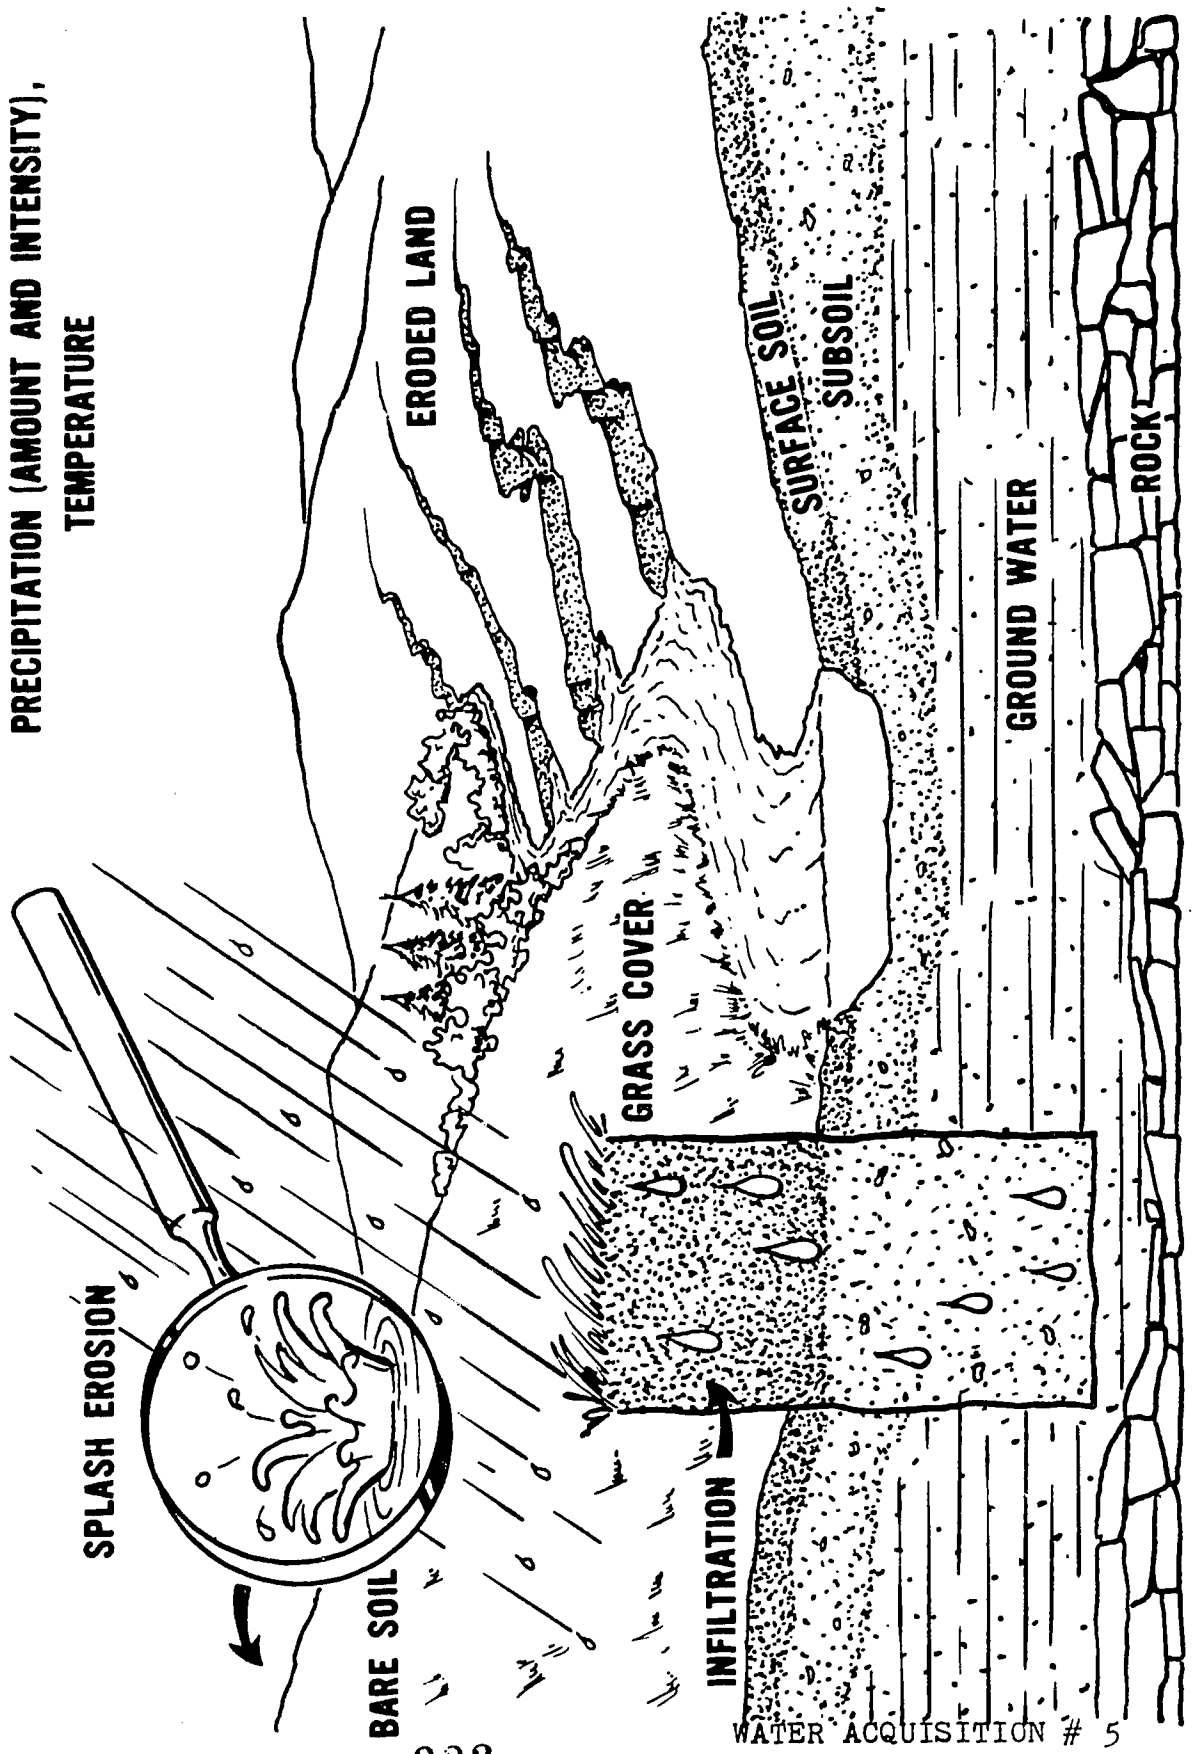 PRECIPITATION (AMOUNT AND INTENSITY),
TEMPERATURE
SPLASH EROSION
ERODED LAND
BARE SOIL
GRASS COVER
SURFACE SOIL
SUBSOIL
INFILTRATION
GROUND WATER
ROCK
WATER ACQUISITION # 5